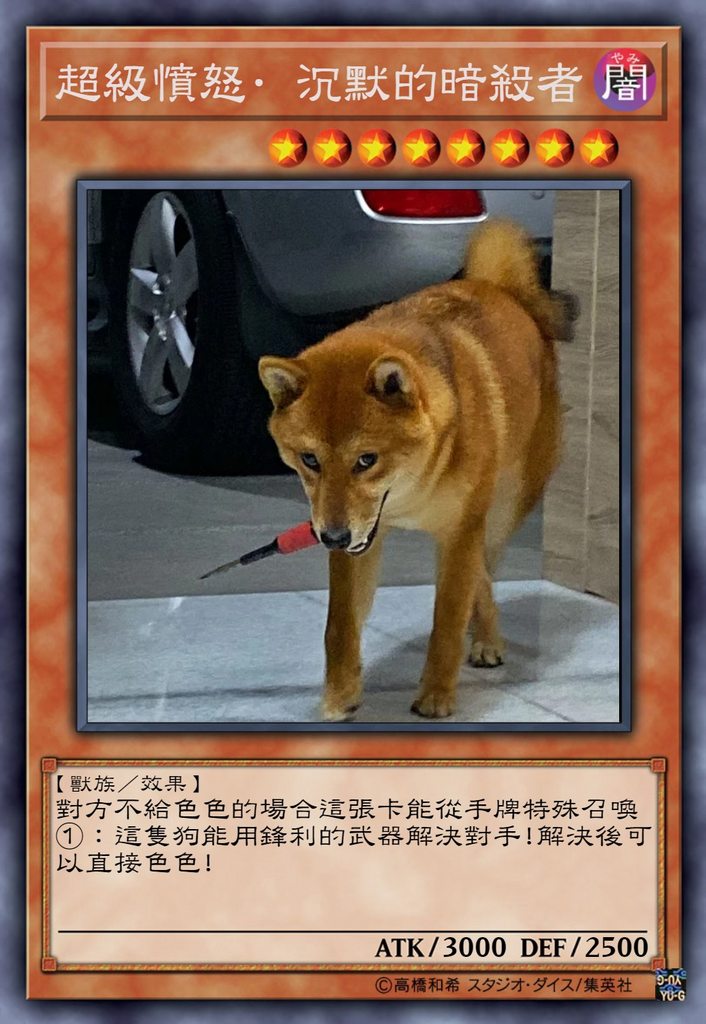 超級憤怒· 沉默的暗殺者
やみ
闇
【獸族／效果】
對方不給色色的場合這張卡能從手牌特殊召喚
①：這隻狗能用鋒利的武器解決對手!解決後可
以直接色色!
ATK/3000 DEF/2500
©高橋和希 スタジオ·ダイス/集英社
YU-G